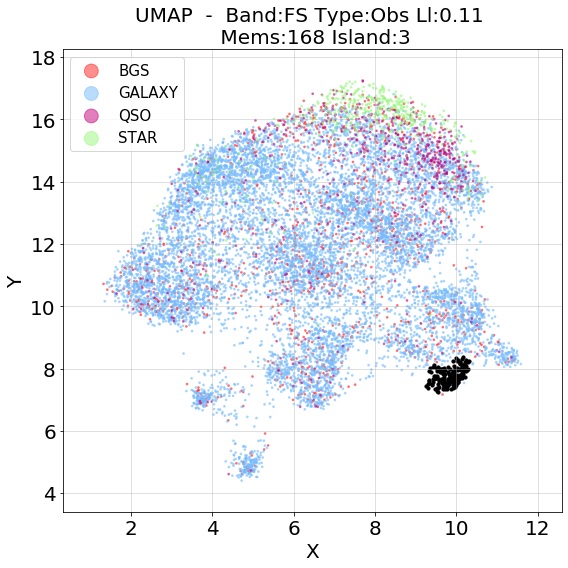 UMAP - Band:FS Type:Obs Ll:0.11
Mems:168 Island:3
BGS
GALAXY
QSO
STAR
18
16
14
12
10
8
6
4
Y
2 4 6 8 10 12
X